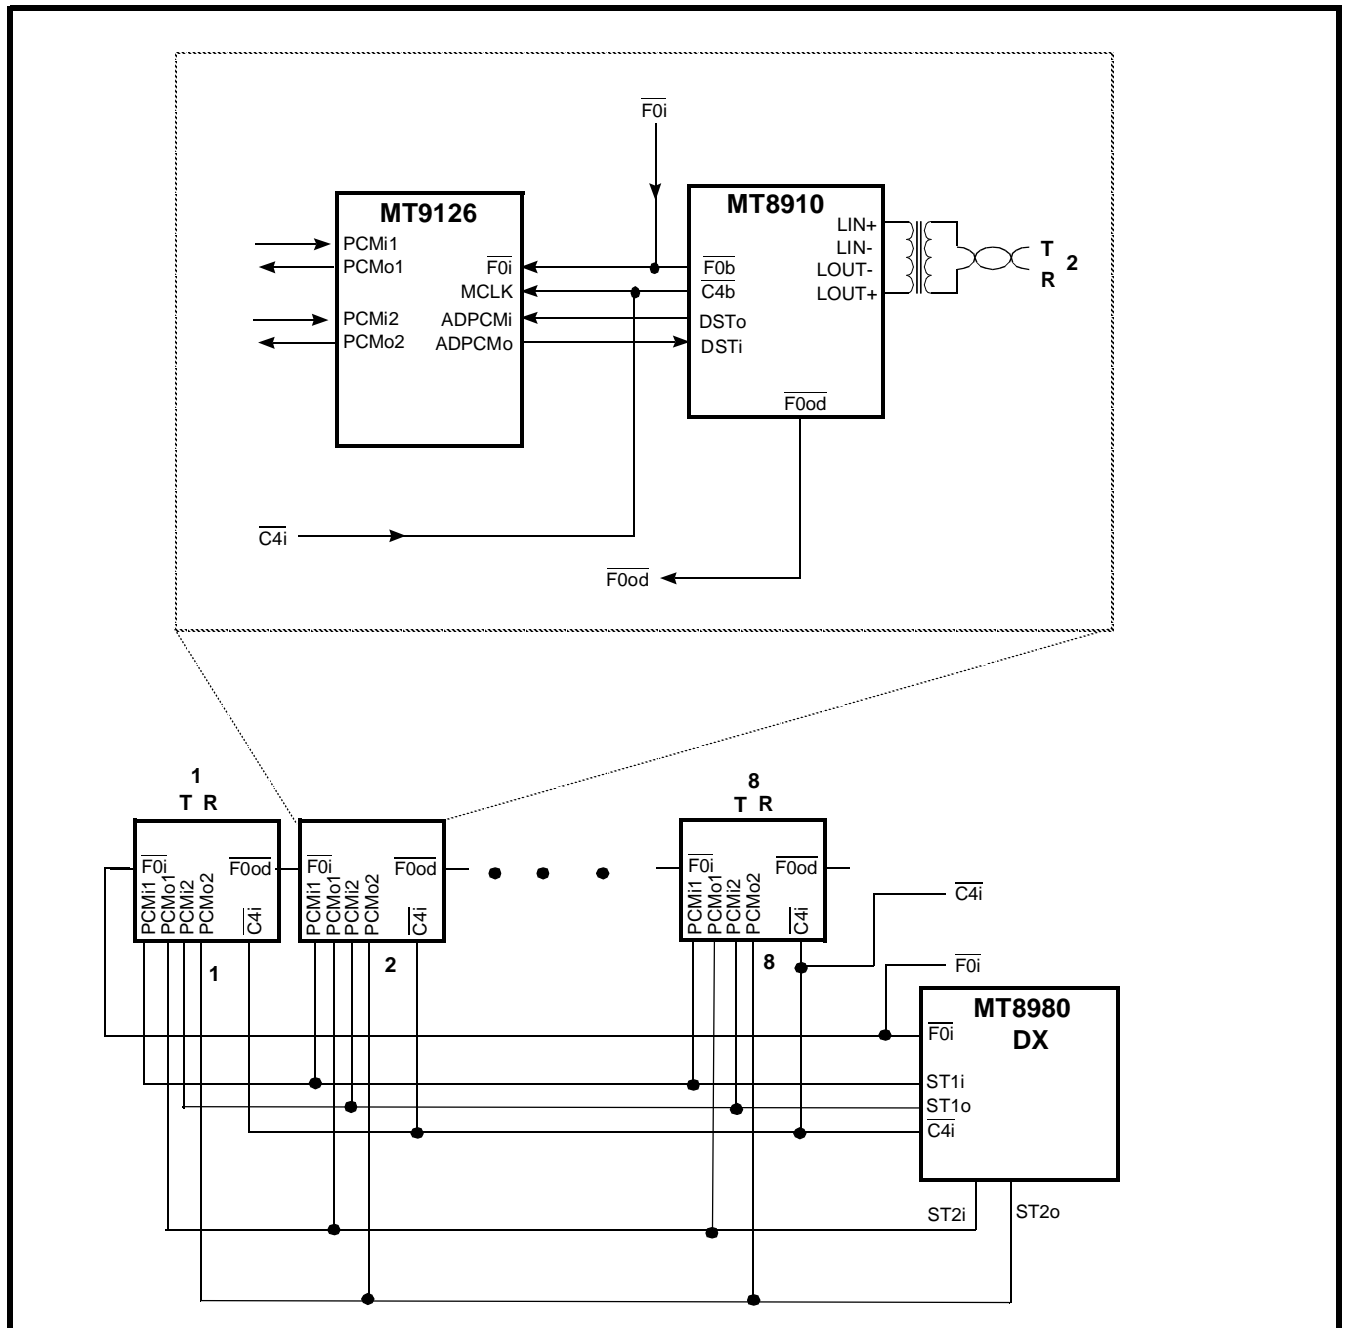 F0i
MT9126
MT8910
PCMi1
PCMo1
PCMi2
PCMo2
F0i
MCLK
ADPCMi
ADPCMo
F0b
C4b
DSTo
DSTi
LIN+
LIN-
LOUT-
LOUT+
T
R
2
F0od
C4i
F0od
1
T R
8
T R
F0i
F0od
PCMi1
PCMo1
PCMi2
PCMo2
C4i
1
F0i
F0od
PCMi1
PCMo1
PCMi2
PCMo2
C4i
2
F0i
F0od
PCMi1
PCMo1
PCMi2
PCMo2
C4i
8
C4i
F0i
MT8980
DX
F0i
ST1i
ST1o
C4i
ST2i
ST2o